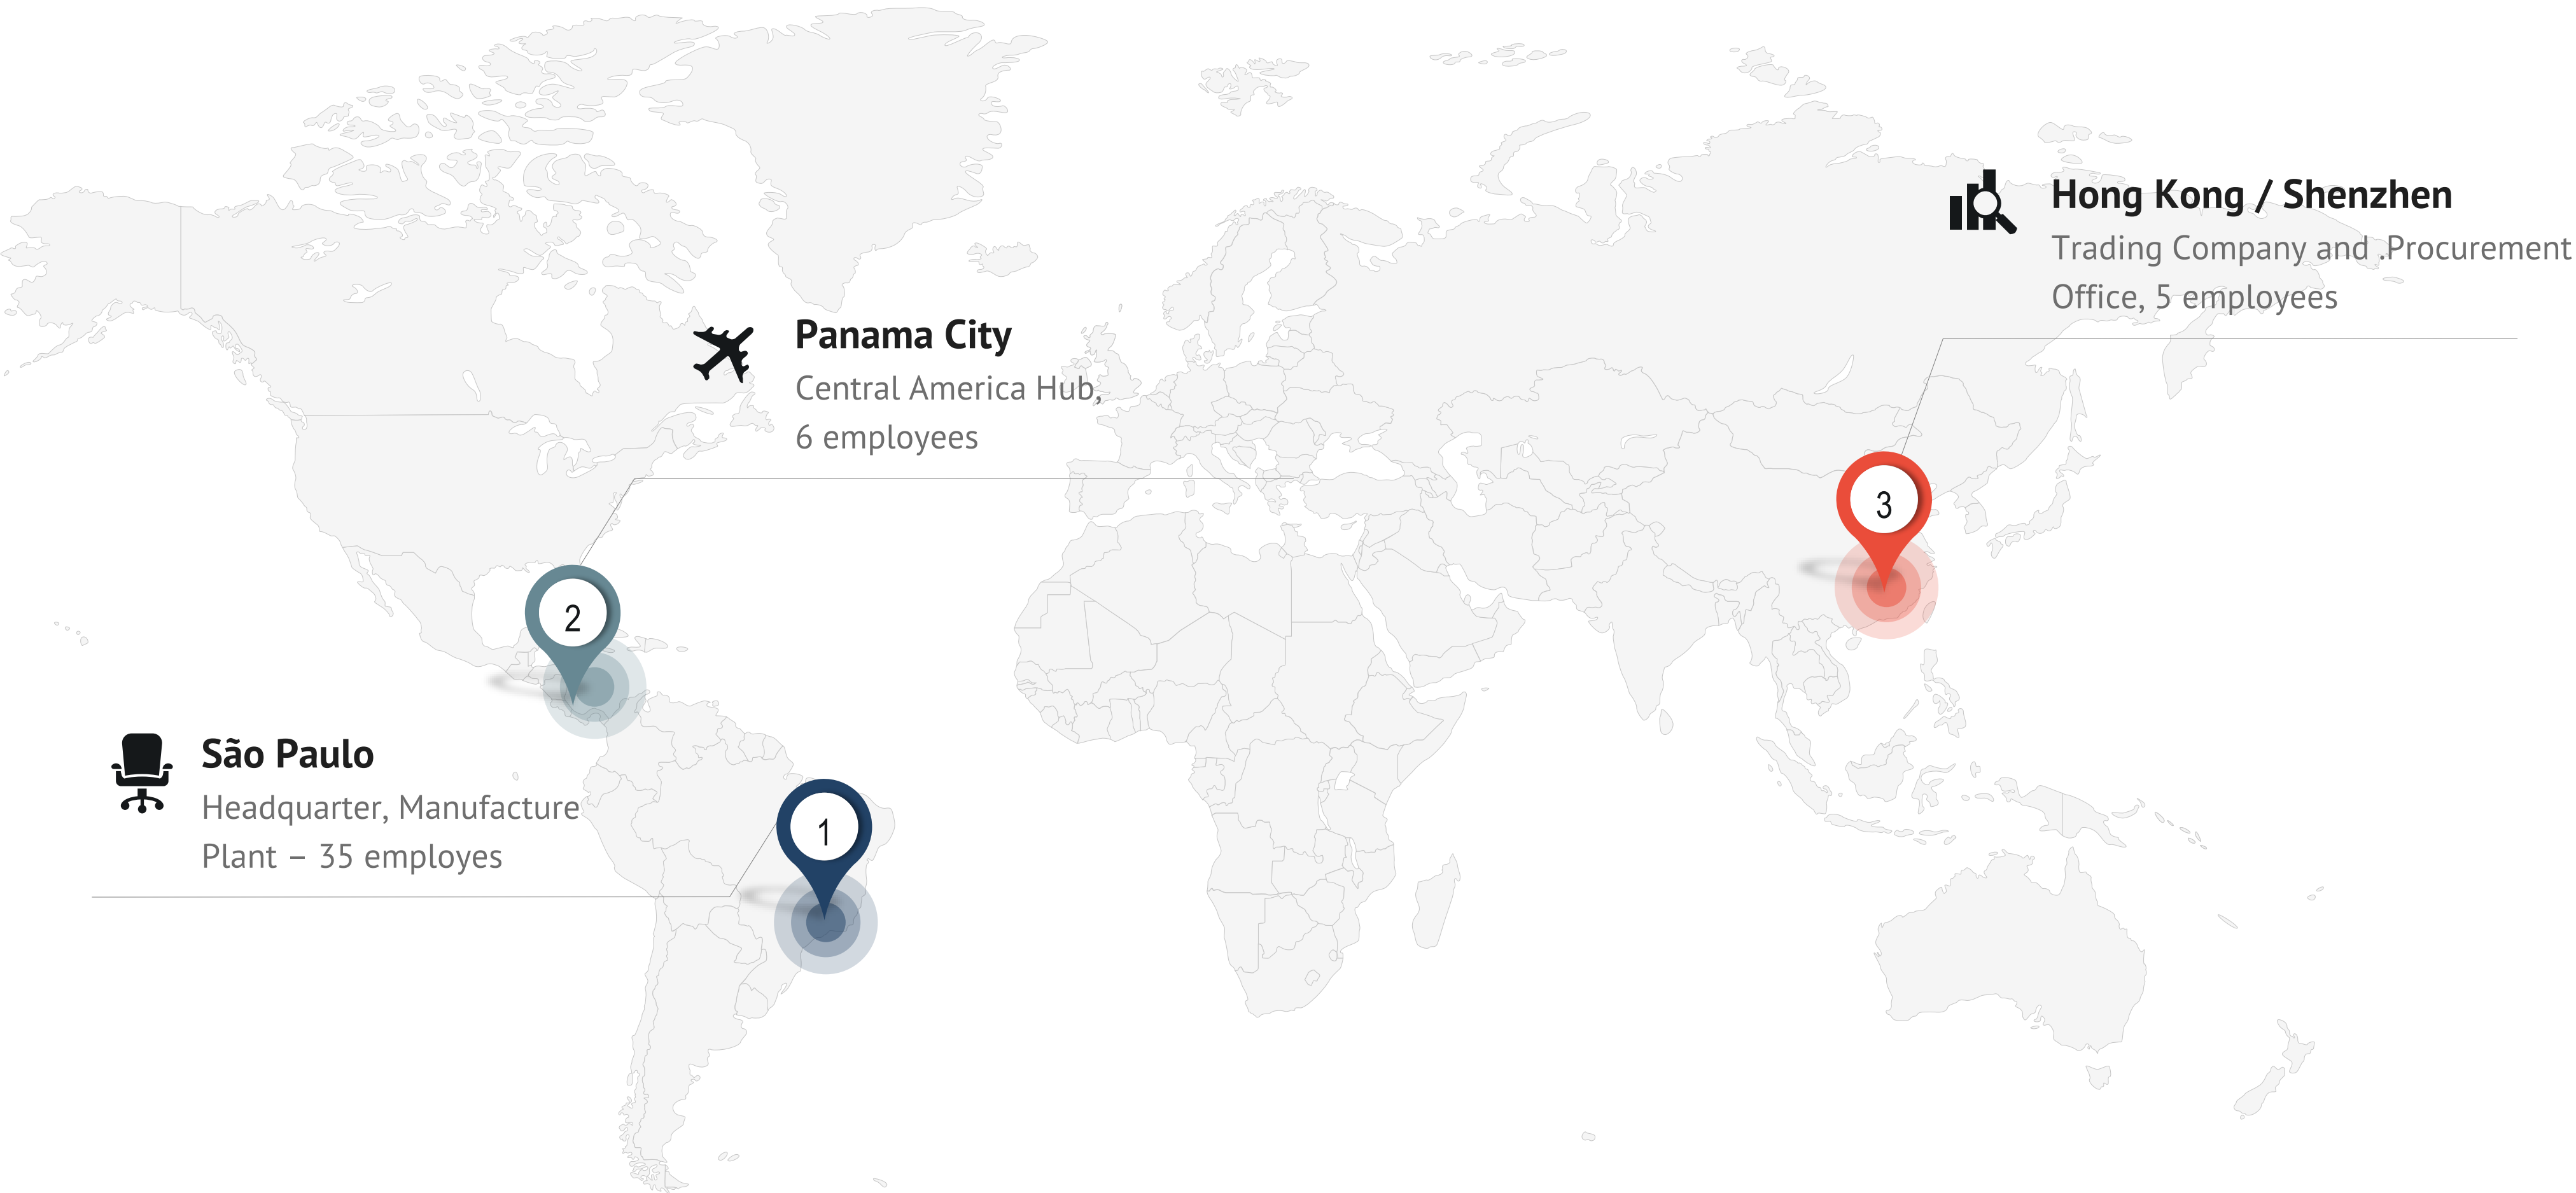 Hong Kong / Shenzhen
Trading Company and .Procurement
Office, 5 employees
Panama City
Central America Hub,
6 employees
3
2
São Paulo
Headquarter, Manufacture
Plant – 35 employes
1